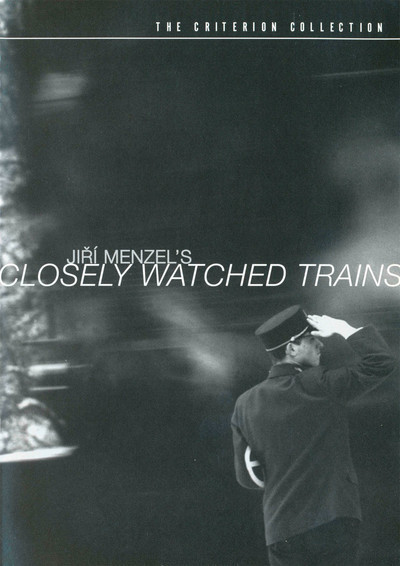 THE CRITERION COLLECTION
JIŘÍ MENZEL'S
CLOSELY WATCHED TRAINS